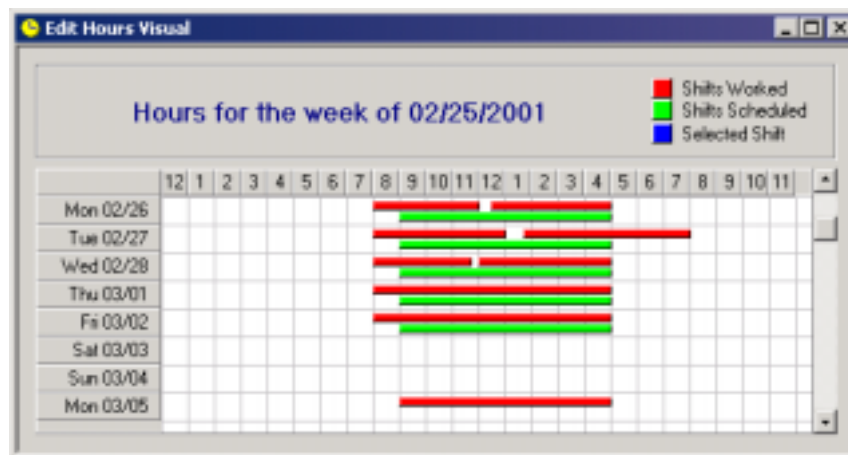 Edit Hours Visual
Hours for the week of 02/25/2001
Shifts Worked
Shifts Scheduled
Selected Shift
12 1 2 3 4 5 6 7 8 9 10 11 12 1 2 3 4 5 6 7 8 9 10 11
Mon 02/26
Tue 02/27
Wed 02/28
Thu 03/01
Fri 03/02
Sat 03/03
Sun 03/04
Mon 03/05